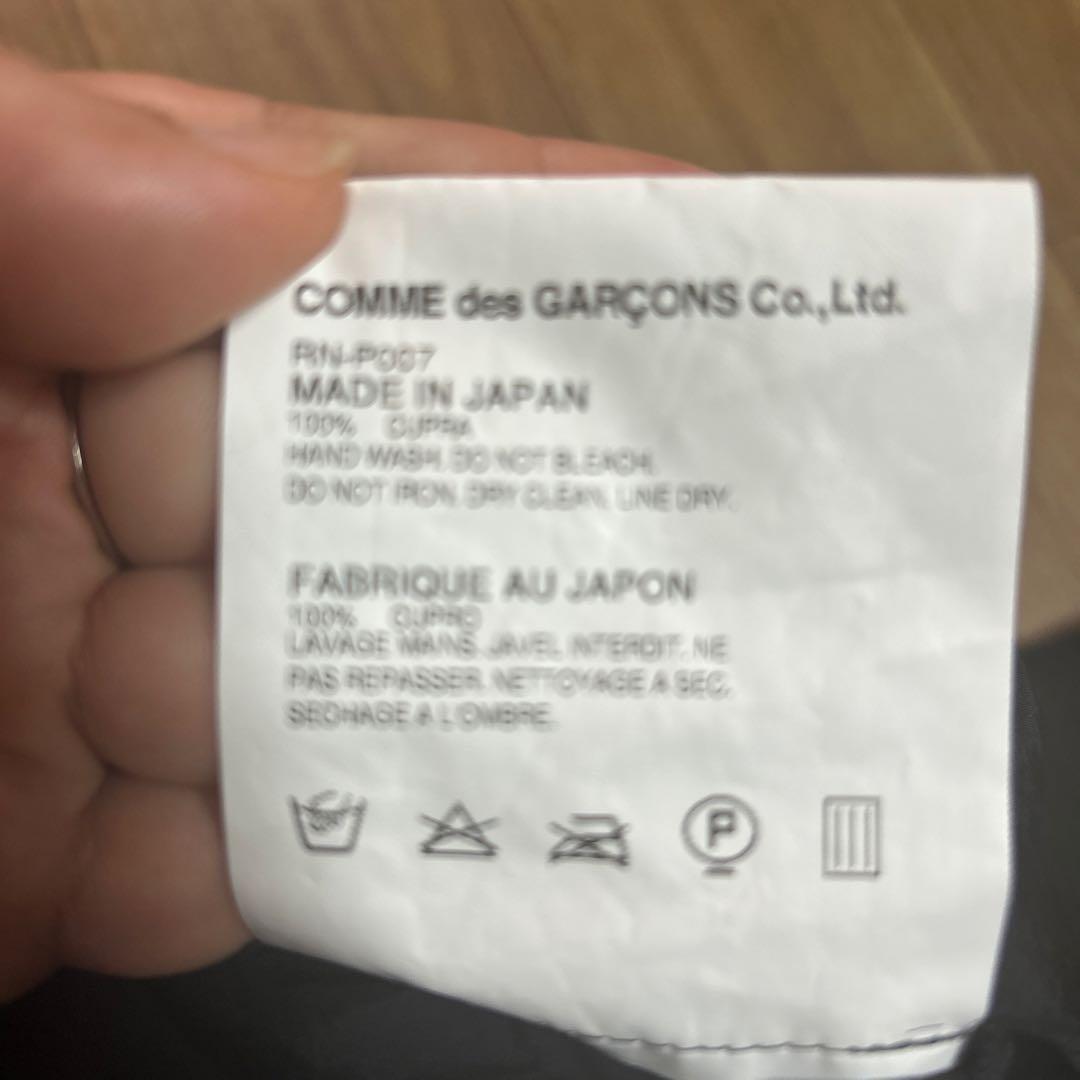 COMME des GARÇONS Co.,Ltd.
RN-P007
MADE IN JAPAN
100% CUPRA
HAND WASH. DO NOT BLEACH.
DO NOT IRON. DRY CLEAN. LINE DRY.
FABRIQUE AU JAPON
100% CUPRO
LAVAGE MAINS. JAVEL INTERDIT. NE
PAS REPASSER. NETTOYAGE A SEC.
SECHAGE A L'OMBRE.
P